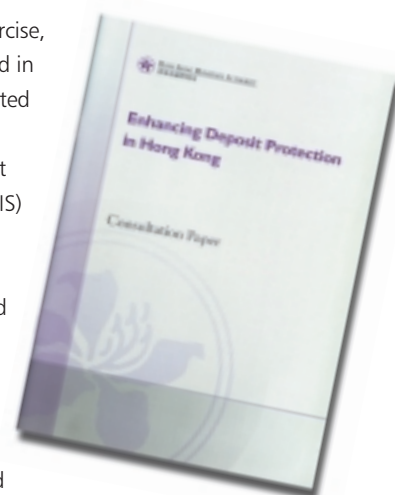 rcise,
d in
ted
t
IS)
d
d
Enhancing Deposit Protection
in Hong Kong
Consultation Paper